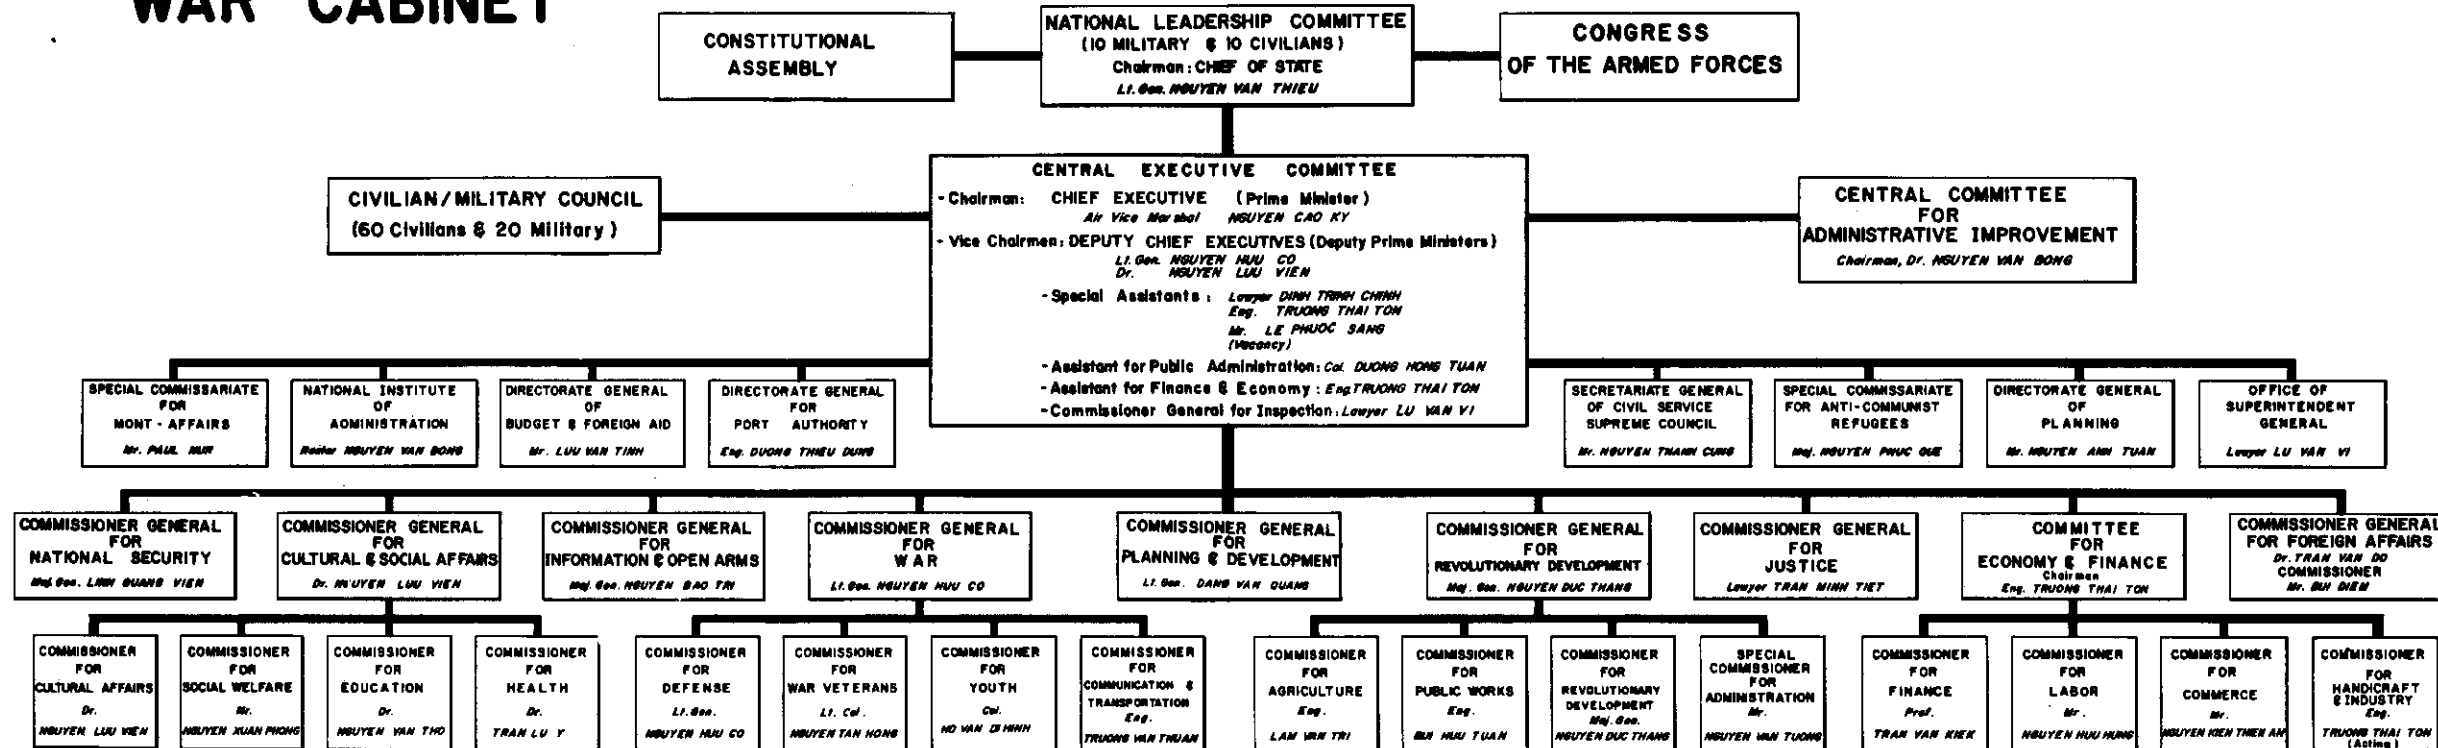 WAR CABINET
CONSTITUTIONAL
ASSEMBLY
NATIONAL LEADERSHIP COMMITTEE
(10 MILITARY & 10 CIVILIANS)
Chairman: CHIEF OF STATE
Lt. Gen. NGUYEN VAN THIEU
CONGRESS
OF THE ARMED FORCES
CIVILIAN/MILITARY COUNCIL
(60 Civilians & 20 Military)
CENTRAL EXECUTIVE COMMITTEE
- Chairman: CHIEF EXECUTIVE (Prime Minister)
Air Vice Marshal NGUYEN CAO KY
- Vice Chairmen: DEPUTY CHIEF EXECUTIVES (Deputy Prime Ministers)
Lt. Gen. NGUYEN HUU CO
Dr. NGUYEN LUU VIEN
- Special Assistants: Lawyer DINH TRINH CHINH
Eng. TRUONG THAI TON
Mr. LE PHUOC SANG
(Vacancy)
- Assistant for Public Administration: Col. DUONG HONG TUAN
- Assistant for Finance & Economy: Eng. TRUONG THAI TON
- Commissioner General for Inspection: Lawyer LU VAN VI
CENTRAL COMMITTEE
FOR
ADMINISTRATIVE IMPROVEMENT
Chairman, Dr. NGUYEN VAN BONG
SPECIAL COMMISSARIATE
FOR
MONT-AFFAIRS
Mr. PAUL NUR
NATIONAL INSTITUTE
OF
ADMINISTRATION
NGUYEN VAN BONG
DIRECTORATE GENERAL
OF
BUDGET & FOREIGN AID
Mr. LUU VAN TINH
DIRECTORATE GENERAL
FOR
PORT AUTHORITY
Eng. DUONG THIEU DUNG
SECRETARIATE GENERAL
OF CIVIL SERVICE
SUPREME COUNCIL
Mr. NGUYEN THANH CUNG
SPECIAL COMMISSARIATE
FOR ANTI-COMMUNIST
REFUGEES
Maj. NGUYEN PHUC QUE
DIRECTORATE GENERAL
OF
PLANNING
Mr. NGUYEN ANH TUAN
OFFICE OF
SUPERINTENDENT
GENERAL
Lawyer LU VAN VI
COMMISSIONER GENERAL
FOR
NATIONAL SECURITY
Maj. Gen. LINH QUANG VIEN
COMMISSIONER GENERAL
FOR
CULTURAL & SOCIAL AFFAIRS
Dr. NGUYEN LUU VIEN
COMMISSIONER GENERAL
FOR
INFORMATION & OPEN ARMS
Maj. Gen. NGUYEN BAO TRI
COMMISSIONER GENERAL
FOR
WAR
Lt. Gen. NGUYEN HUU CO
COMMISSIONER GENERAL
FOR
PLANNING & DEVELOPMENT
Lt. Gen. DANG VAN QUANG
COMMISSIONER GENERAL
FOR
REVOLUTIONARY DEVELOPMENT
Maj. Gen. NGUYEN DUC THANG
COMMISSIONER GENERAL
FOR
JUSTICE
Lawyer TRAN MINH TIET
COMMITTEE
FOR
ECONOMY & FINANCE
Chairman
Eng. TRUONG THAI TON
COMMISSIONER GENERAL
FOR FOREIGN AFFAIRS
Dr. TRAN VAN DO
COMMISSIONER
Mr. BUI DIEM
COMMISSIONER
FOR
CULTURAL AFFAIRS
Dr.
NGUYEN LUU VIEN
COMMISSIONER
FOR
SOCIAL WELFARE
Mr.
NGUYEN XUAN PHONG
COMMISSIONER
FOR
EDUCATION
Dr.
NGUYEN VAN THO
COMMISSIONER
FOR
HEALTH
Dr.
TRAN LU Y
COMMISSIONER
FOR
DEFENSE
Lt. Gen.
NGUYEN HUU CO
COMMISSIONER
FOR
WAR VETERANS
Lt. Col.
NGUYEN TAN HONG
COMMISSIONER
FOR
YOUTH
Col.
HO VAN DI HINH
COMMISSIONER
FOR
COMMUNICATION &
TRANSPORTATION
Eng.
TRUONG VAN THUAN
COMMISSIONER
FOR
AGRICULTURE
Eng.
LAM VAN TRI
COMMISSIONER
FOR
PUBLIC WORKS
Eng.
BUI HUU TUAN
COMMISSIONER
FOR
REVOLUTIONARY
DEVELOPMENT
Maj. Gen.
NGUYEN DUC THANG
SPECIAL
COMMISSIONER
FOR
ADMINISTRATION
Mr.
NGUYEN VAN TUONG
COMMISSIONER
FOR
FINANCE
Prof.
TRAN VAN KIEK
COMMISSIONER
FOR
LABOR
Mr.
NGUYEN HUU HUNG
COMMISSIONER
FOR
COMMERCE
Mr.
NGUYEN KIEN THIEN AN
COMMISSIONER
FOR
HANDICRAFT
& INDUSTRY
Eng.
TRUONG THAI TON
(Acting)